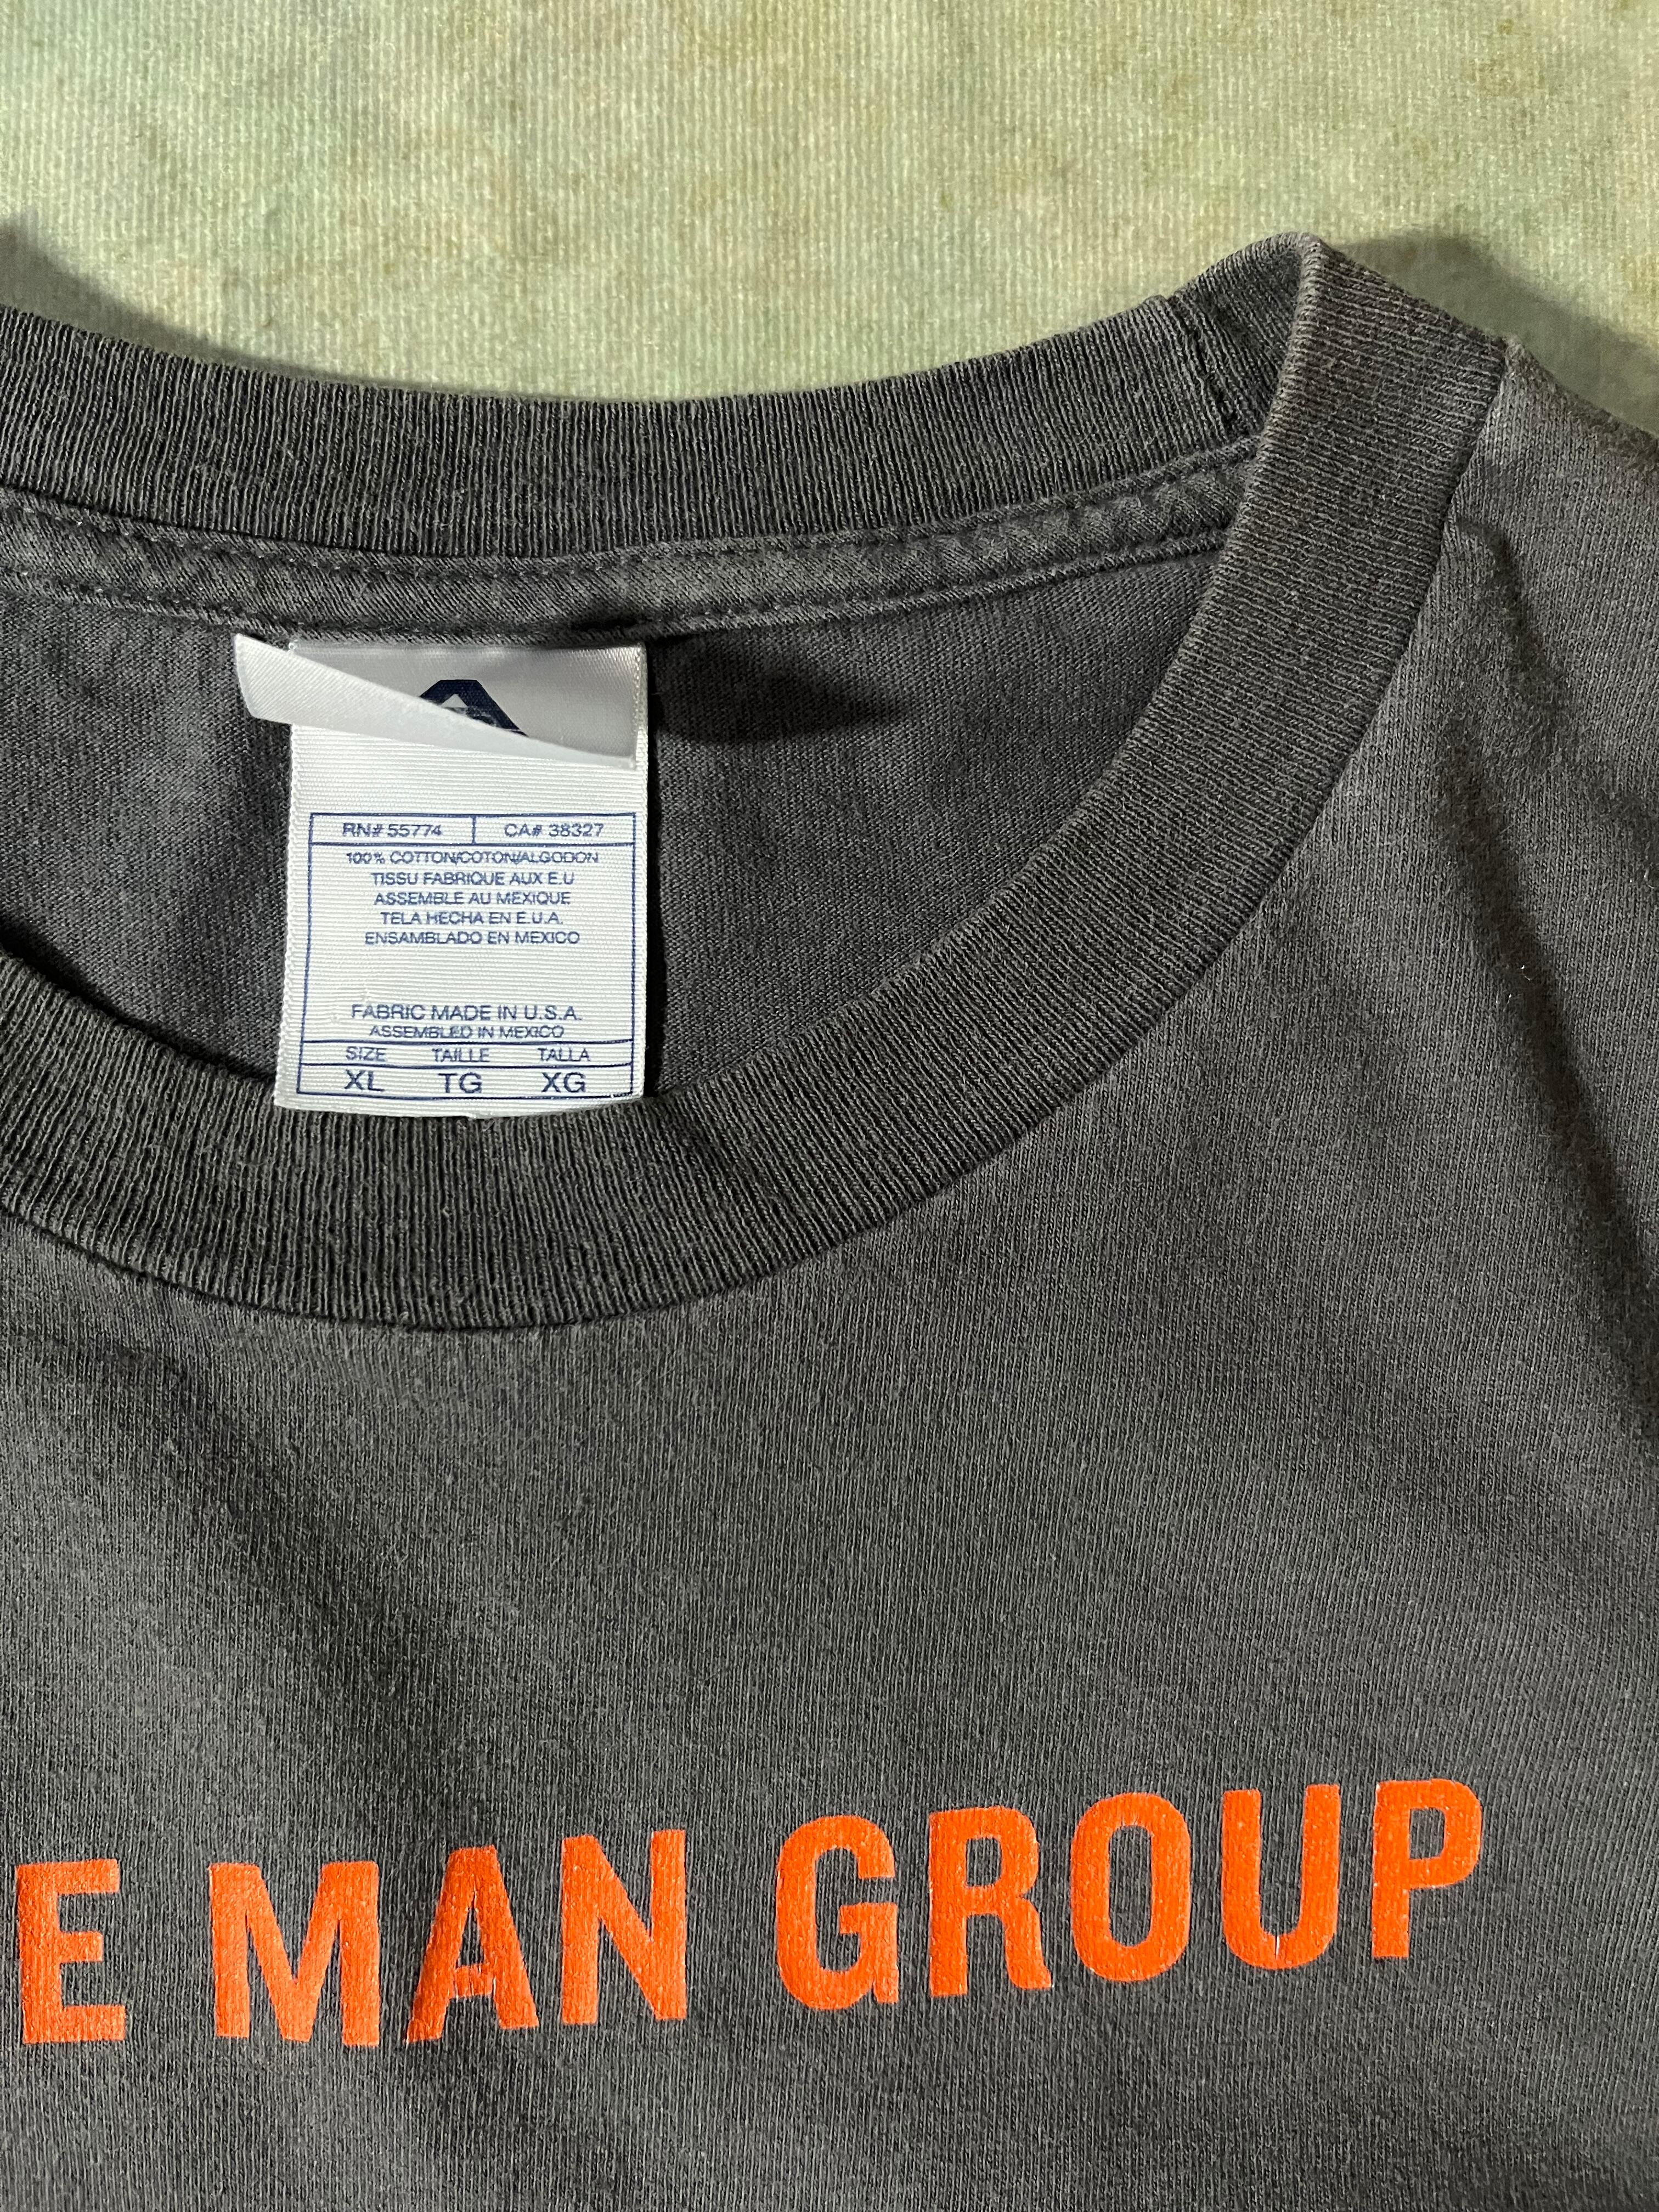 RN# 55774 CA# 38327
100% COTTON/COTON/ALGODON
TISSU FABRIQUE AUX E.U
ASSEMBLE AU MEXIQUE
TELA HECHA EN E.U.A.
ENSAMBLADO EN MEXICO
FABRIC MADE IN U.S.A.
ASSEMBLED IN MEXICO
SIZE TAILLE TALLA
XL TG XG
E MAN GROUP